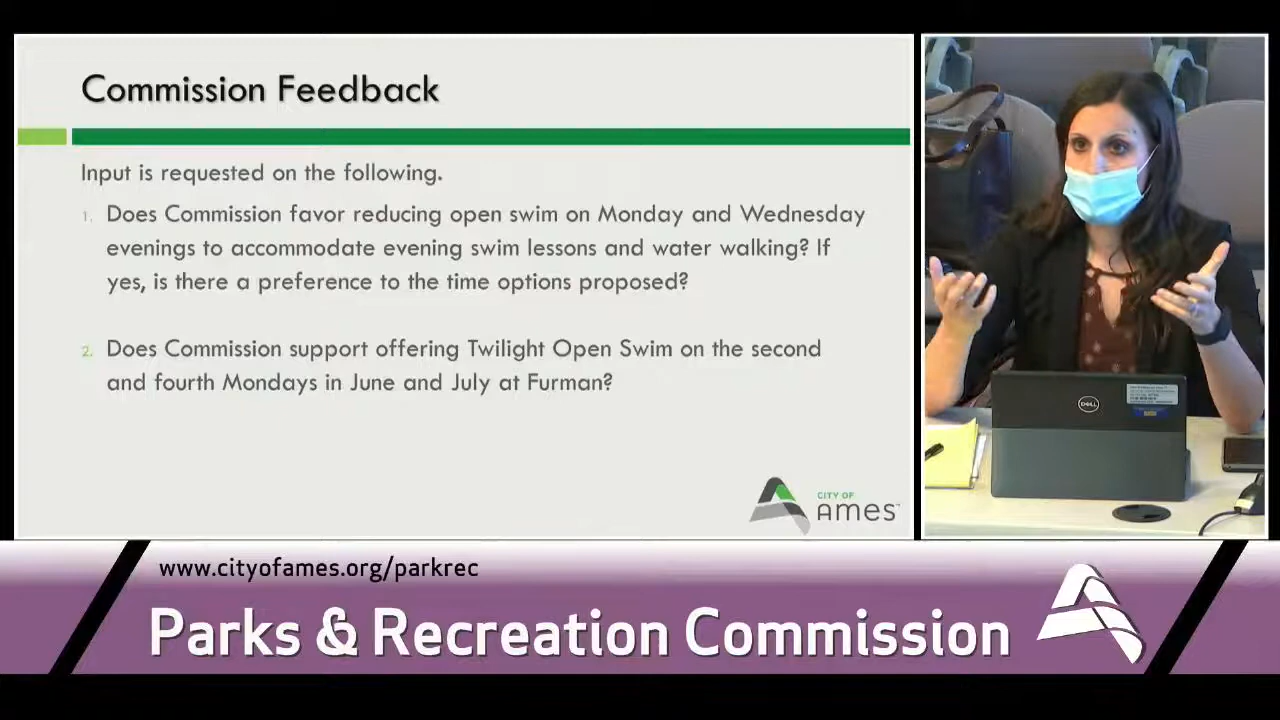 Commission Feedback
Input is requested on the following.
1. Does Commission favor reducing open swim on Monday and Wednesday
evenings to accommodate evening swim lessons and water walking? If
yes, is there a preference to the time options proposed?
2. Does Commission support offering Twilight Open Swim on the second
and fourth Mondays in June and July at Furman?
CITY OF
Ames™
DELL
www.cityofames.org/parkrec
Parks & Recreation Commission